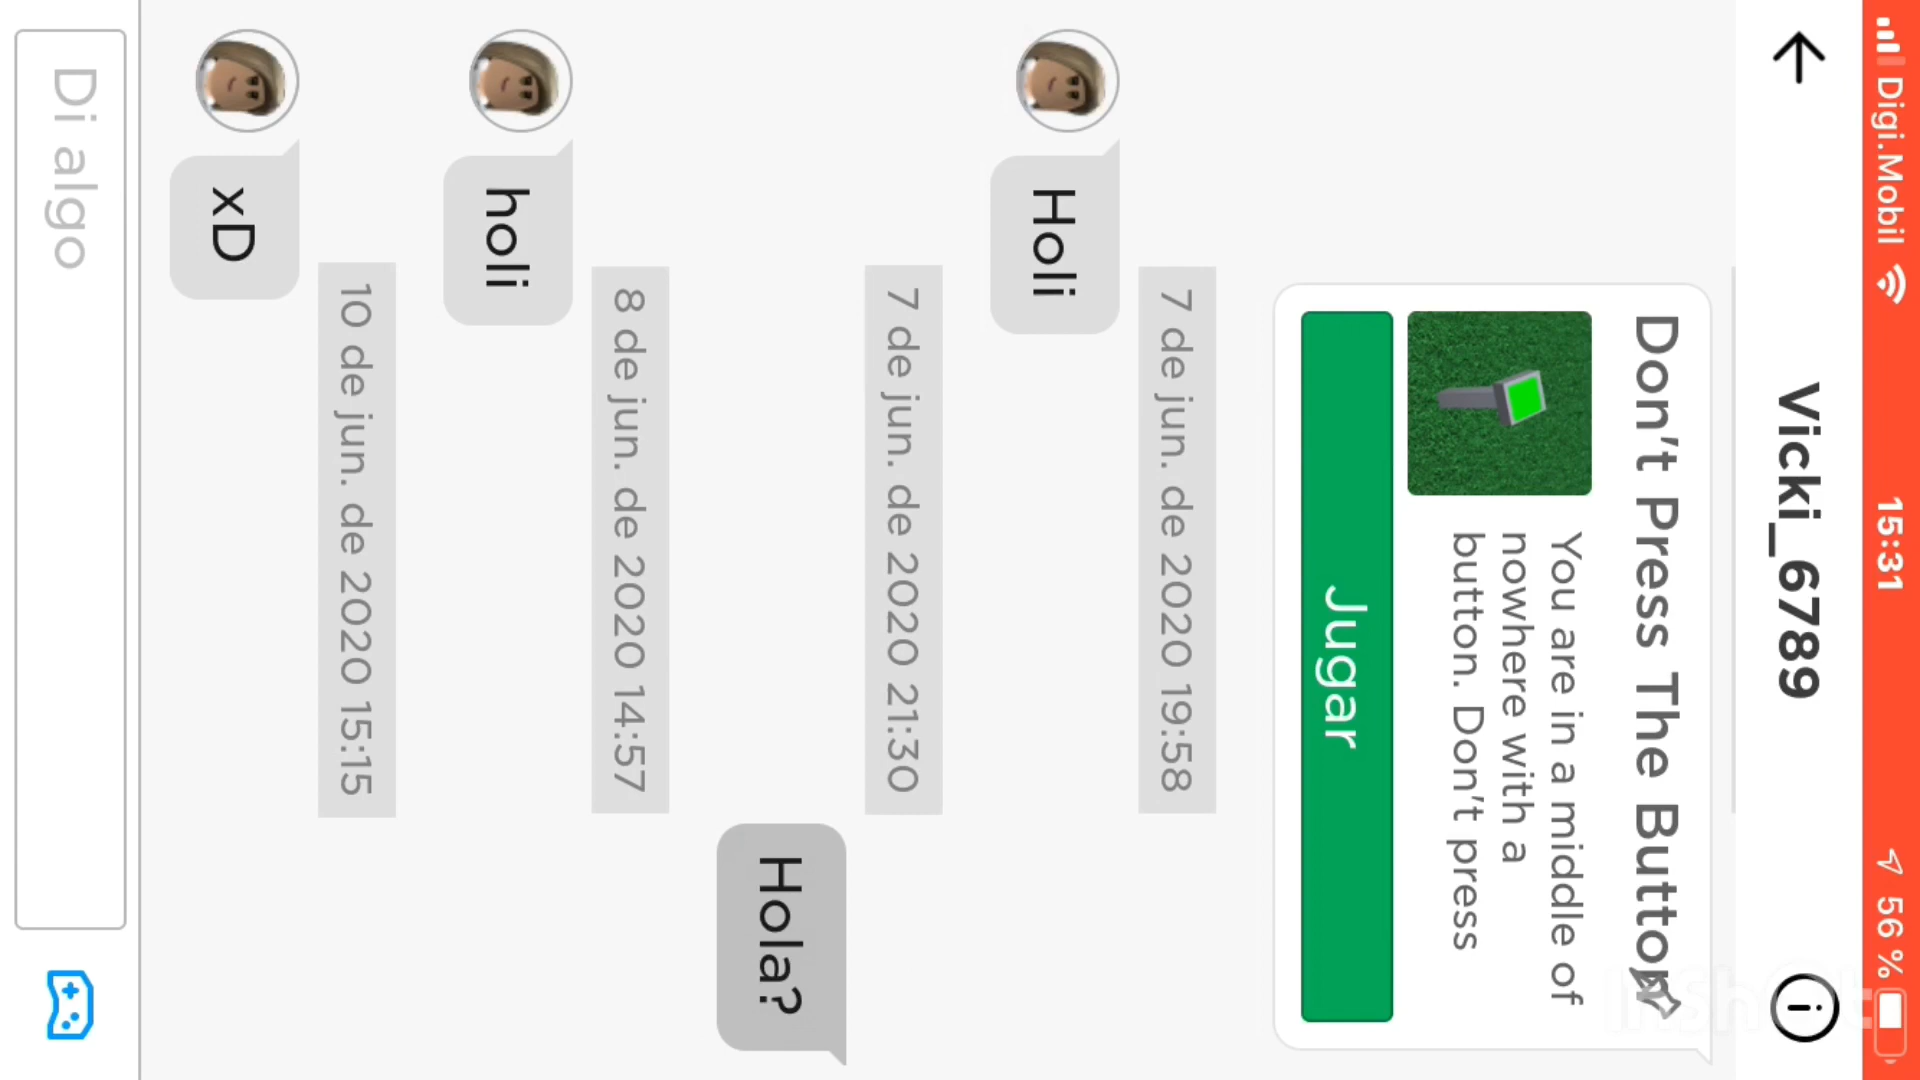 Digi.Mobil 15:31 56 %
Vicki_6789
Don't Press The Button
You are in a middle of
nowhere with a
button. Don't press
Jugar
7 de jun. de 2020 19:58
Holi
7 de jun. de 2020 21:30
Hola?
8 de jun. de 2020 14:57
holi
10 de jun. de 2020 15:15
xD
Di algo
InShOt